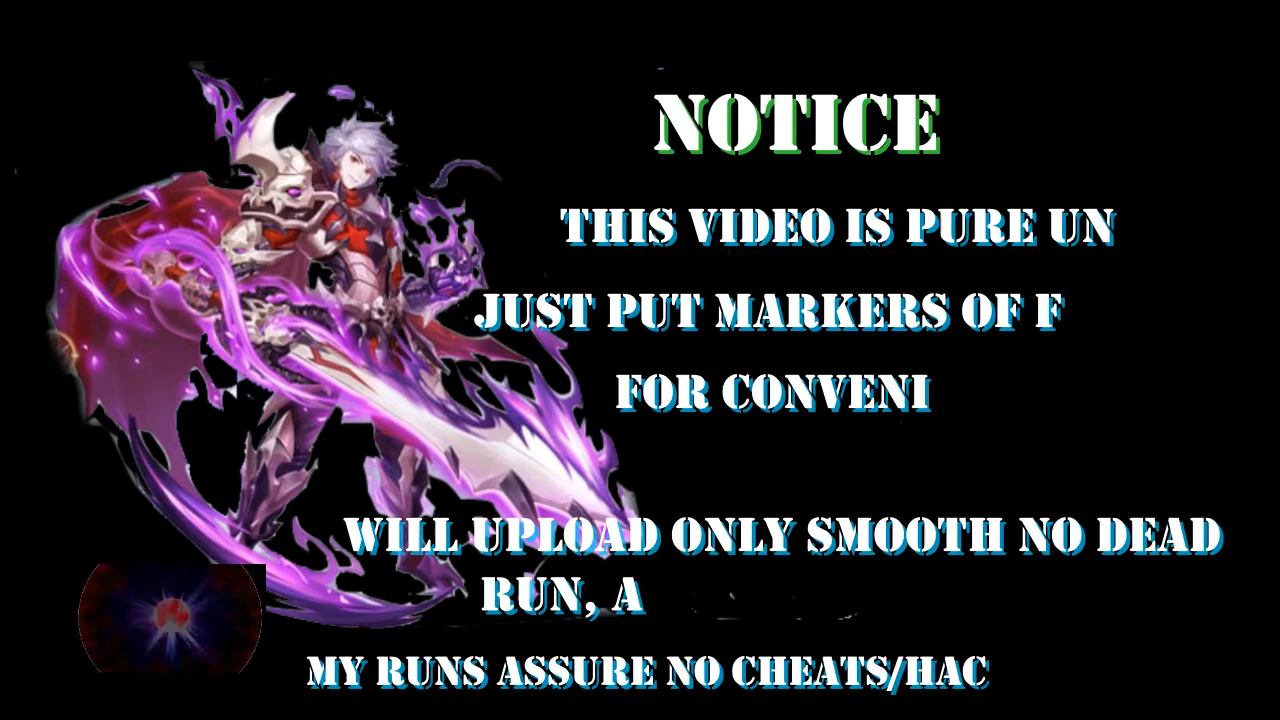 NOTICE
THIS VIDEO IS PURE UN
JUST PUT MARKERS OF F
FOR CONVENI
WILL UPLOAD ONLY SMOOTH NO DEAD
RUN, A
MY RUNS ASSURE NO CHEATS/HAC